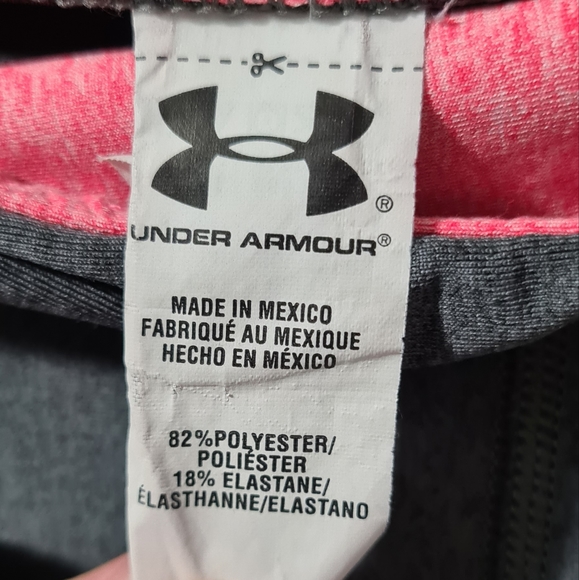 UNDER ARMOUR®
MADE IN MEXICO
FABRIQUÉ AU MEXIQUE
HECHO EN MÉXICO
82%POLYESTER/
POLIÉSTER
18% ELASTANE/
ÉLASTHANNE/ELASTANO